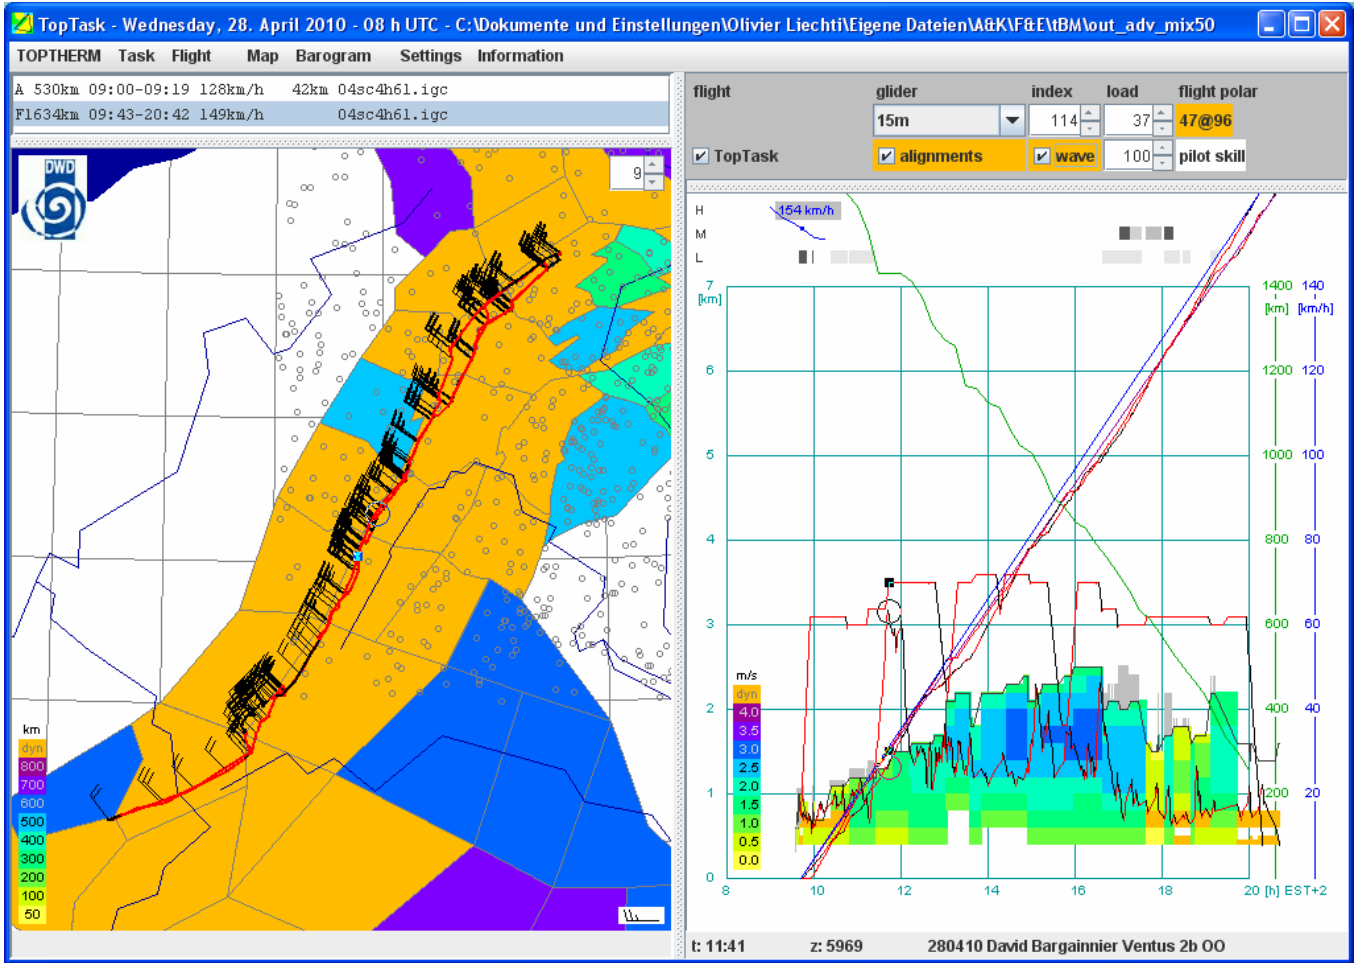 TopTask - Wednesday, 28. April 2010 - 08 h UTC - C:\Dokumente und Einstellungen\Olivier Liechti\Eigene Dateien\A&K\F&E\tBM\out_adv_mix50
TOPTHERM Task Flight Map Barogram Settings Information
A 530km 09:00-09:19 128km/h 42km 04sc4h61.igc
F1634km 09:43-20:42 149km/h 04sc4h61.igc
flight glider index load flight polar
15m 114 37 47@96
TopTask alignments wave 100 pilot skill
DWD
9
km
dyn
800
700
600
500
400
300
200
100
50
H 154 km/h
M
L
7 1400 140
[km] [km] [km/h]
6 1200 120
5 1000 100
4 800 80
3 600 60
m/s
dyn
4.0
3.5
3.0
2.5
2.0
1.5
1.0
0.5
0.0
2 400 40
1 200 20
0
8 10 12 14 16 18 20 [h] EST+2
t: 11:41 z: 5969 280410 David Bargainnier Ventus 2b OO